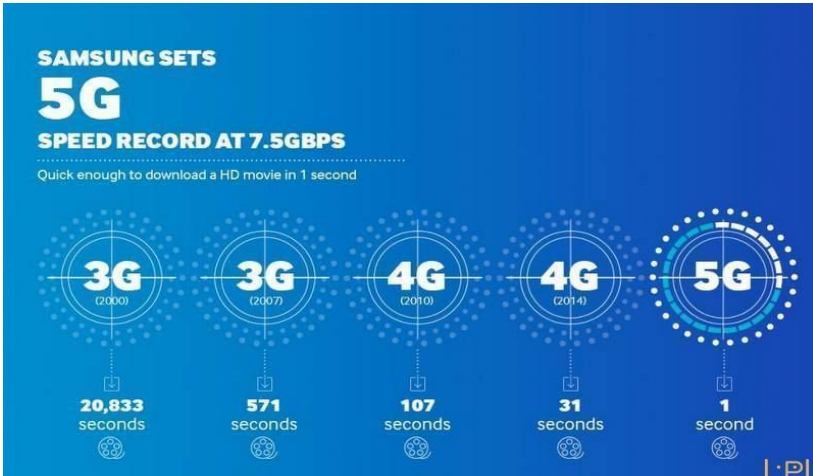 SAMSUNG SETS
5G
SPEED RECORD AT 7.5GBPS
Quick enough to download a HD movie in 1 second
3G
(2000)
3G
(2007)
4G
(2010)
4G
(2014)
5G
20,833
seconds
571
seconds
107
seconds
31
seconds
1
second